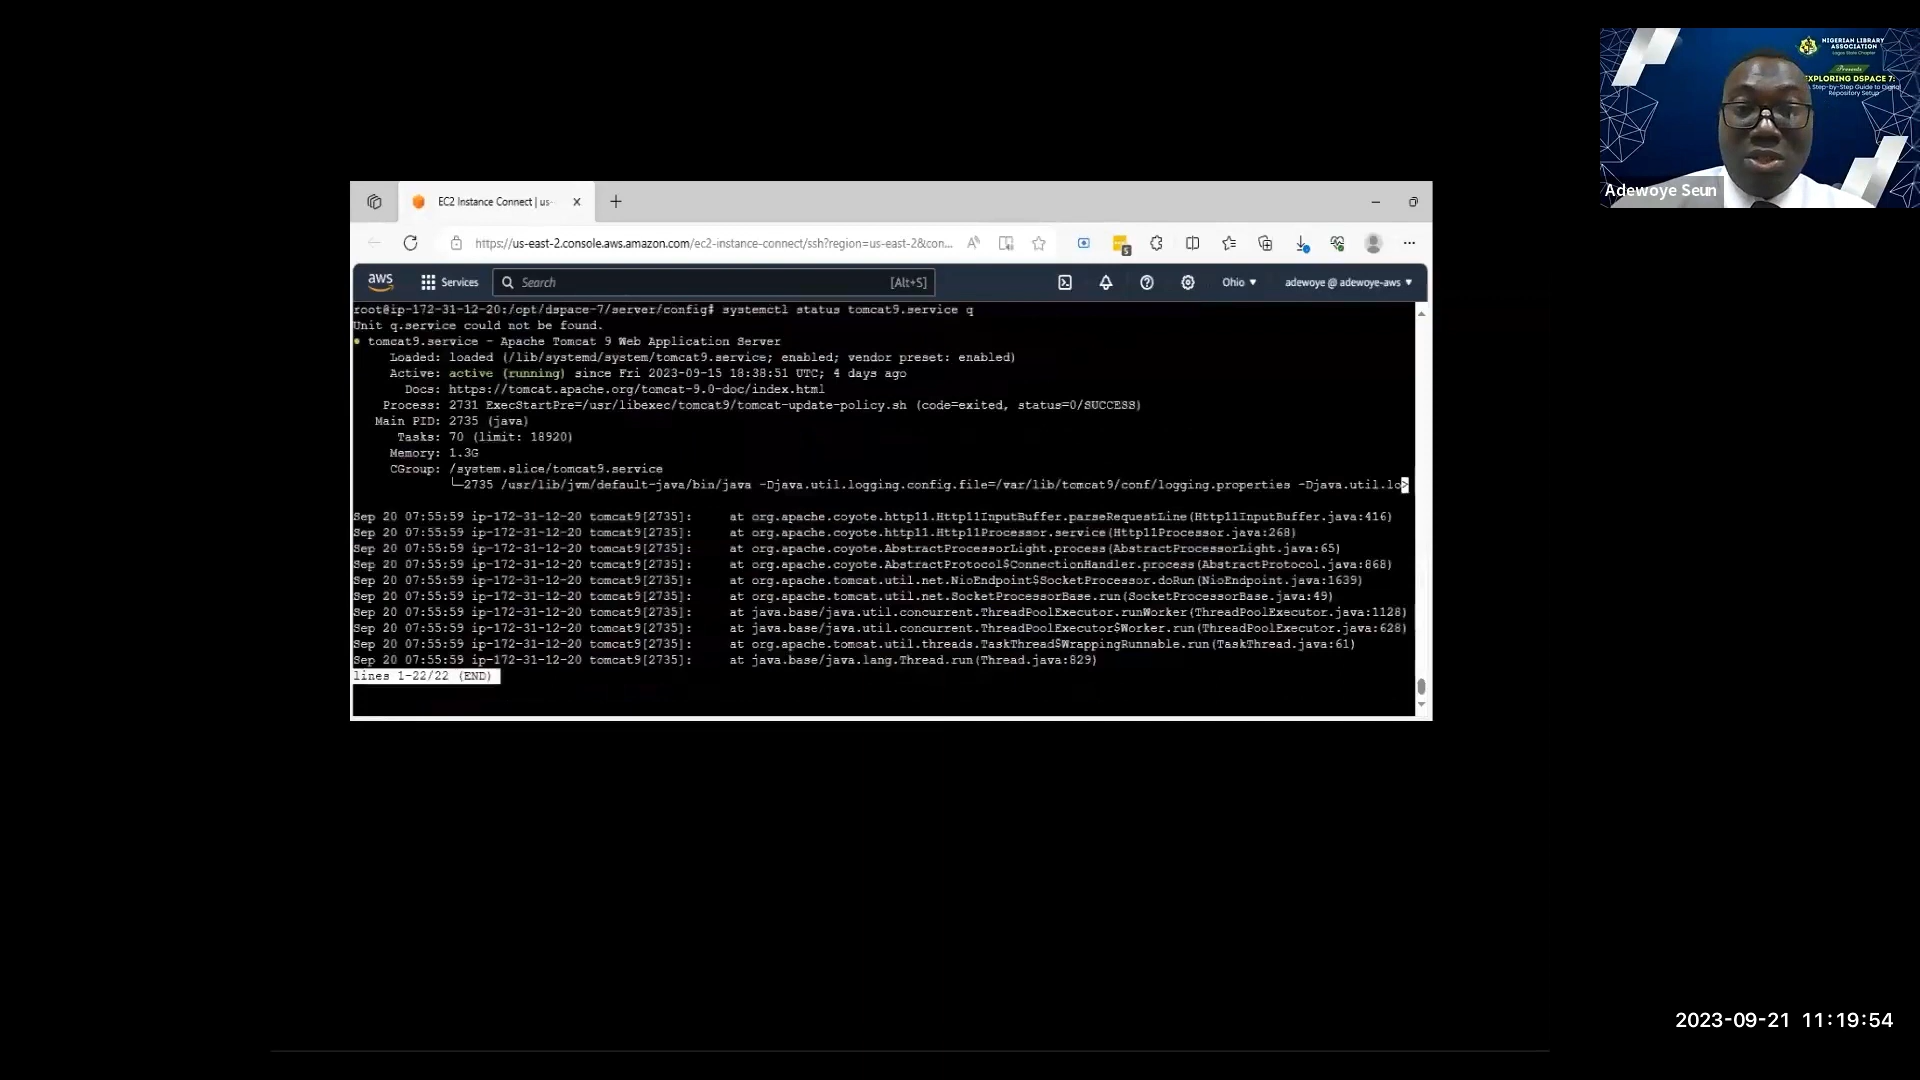 NIGERIAN LIBRARY
ASSOCIATION
Lagos State Chapter
Presents
EXPLORING DSPACE 7:
Step-by-Step Guide to Digital
Repository Setup
Adewoye Seun
EC2 Instance Connect | us-
https://us-east-2.console.aws.amazon.com/ec2-instance-connect/ssh?region=us-east-2&con...
aws
Services
Search
[Alt+S]
Ohio
adewoye @ adewoye-aws
root@ip-172-31-12-20:/opt/dspace-7/server/config# systemctl status tomcat9.service q
Unit q.service could not be found.
● tomcat9.service - Apache Tomcat 9 Web Application Server
Loaded: loaded (/lib/systemd/system/tomcat9.service; enabled; vendor preset: enabled)
Active: active (running) since Fri 2023-09-15 18:38:51 UTC; 4 days ago
Docs: https://tomcat.apache.org/tomcat-9.0-doc/index.html
Process: 2731 ExecStartPre=/usr/libexec/tomcat9/tomcat-update-policy.sh (code=exited, status=0/SUCCESS)
Main PID: 2735 (java)
Tasks: 70 (limit: 18920)
Memory: 1.3G
CGroup: /system.slice/tomcat9.service
└─2735 /usr/lib/jvm/default-java/bin/java -Djava.util.logging.config.file=/var/lib/tomcat9/conf/logging.properties -Djava.util.lo>
Sep 20 07:55:59 ip-172-31-12-20 tomcat9[2735]: at org.apache.coyote.http11.Http11InputBuffer.parseRequestLine(Http11InputBuffer.java:416)
Sep 20 07:55:59 ip-172-31-12-20 tomcat9[2735]: at org.apache.coyote.http11.Http11Processor.service(Http11Processor.java:268)
Sep 20 07:55:59 ip-172-31-12-20 tomcat9[2735]: at org.apache.coyote.AbstractProcessorLight.process(AbstractProcessorLight.java:65)
Sep 20 07:55:59 ip-172-31-12-20 tomcat9[2735]: at org.apache.coyote.AbstractProtocol$ConnectionHandler.process(AbstractProtocol.java:868)
Sep 20 07:55:59 ip-172-31-12-20 tomcat9[2735]: at org.apache.tomcat.util.net.NioEndpoint$SocketProcessor.doRun(NioEndpoint.java:1639)
Sep 20 07:55:59 ip-172-31-12-20 tomcat9[2735]: at org.apache.tomcat.util.net.SocketProcessorBase.run(SocketProcessorBase.java:49)
Sep 20 07:55:59 ip-172-31-12-20 tomcat9[2735]: at java.base/java.util.concurrent.ThreadPoolExecutor.runWorker(ThreadPoolExecutor.java:1128)
Sep 20 07:55:59 ip-172-31-12-20 tomcat9[2735]: at java.base/java.util.concurrent.ThreadPoolExecutor$Worker.run(ThreadPoolExecutor.java:628)
Sep 20 07:55:59 ip-172-31-12-20 tomcat9[2735]: at org.apache.tomcat.util.threads.TaskThread$WrappingRunnable.run(TaskThread.java:61)
Sep 20 07:55:59 ip-172-31-12-20 tomcat9[2735]: at java.base/java.lang.Thread.run(Thread.java:829)
lines 1-22/22 (END)
2023-09-21 11:19:54